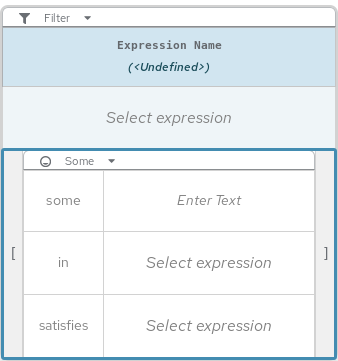 Filter
Expression Name
(<Undefined>)
Select expression
Some
some Enter Text
[ ]
in Select expression
satisfies Select expression